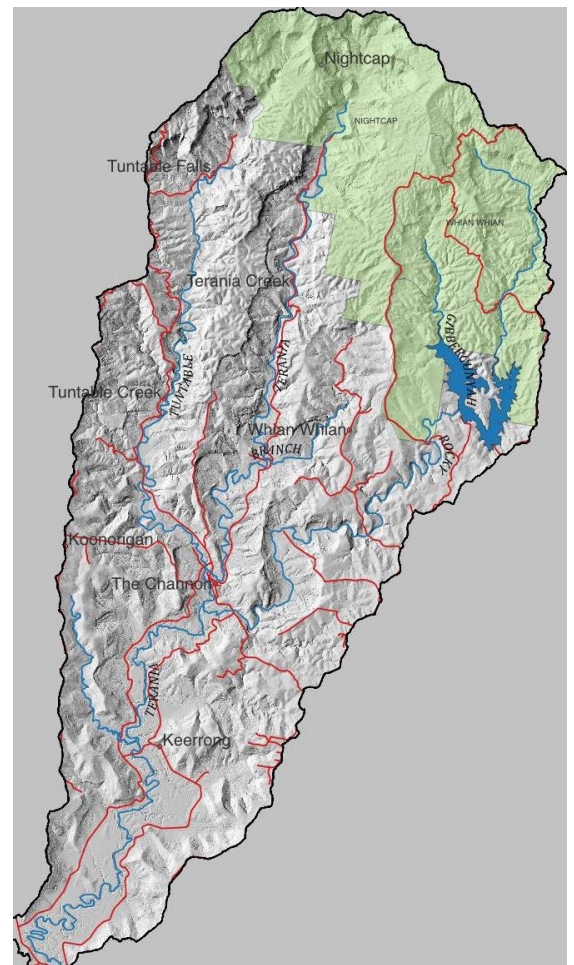 Nightcap
NIGHTCAP
Tuntable Falls
WHIAN WHIAN
Terania Creek
GIBBERGUNYAH
TUNTABLE
TERANIA
Tuntable Creek
Whian Whian
BRANCH
ROCKY
Koonorigan
The Channon
TERANIA
Keerrong